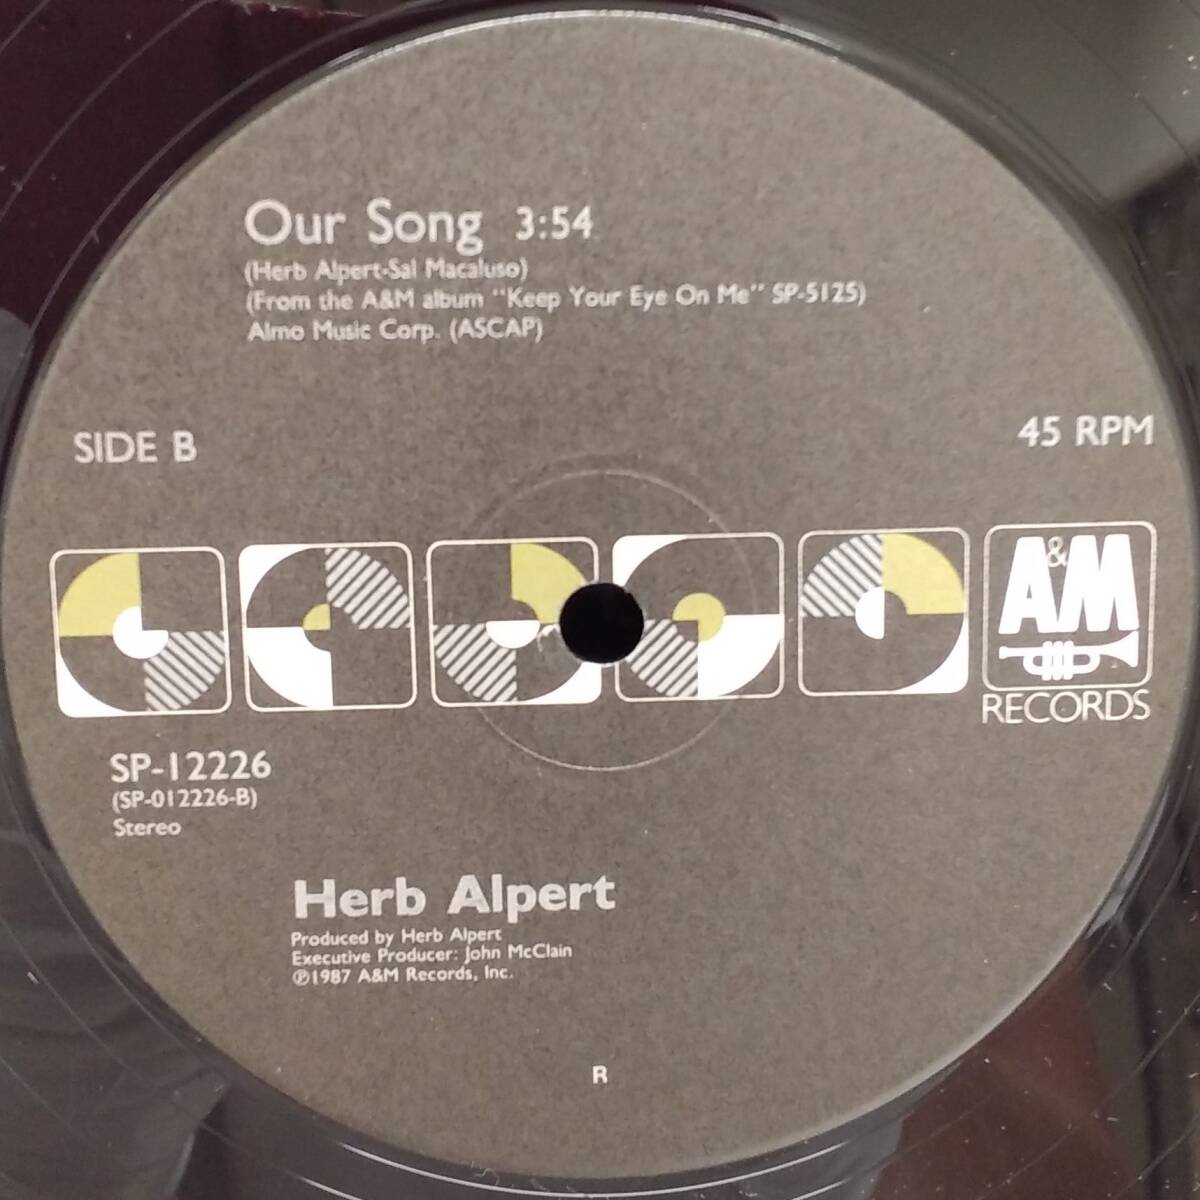 Our Song 3:54
(Herb Alpert-Sal Macaluso)
(From the A&M album "Keep Your Eye On Me" SP-5125)
Almo Music Corp. (ASCAP)
SIDE B
45 RPM
A&M
RECORDS
SP-12226
(SP-012226-B)
Stereo
Herb Alpert
Produced by Herb Alpert
Executive Producer: John McClain
℗1987 A&M Records, Inc.
R